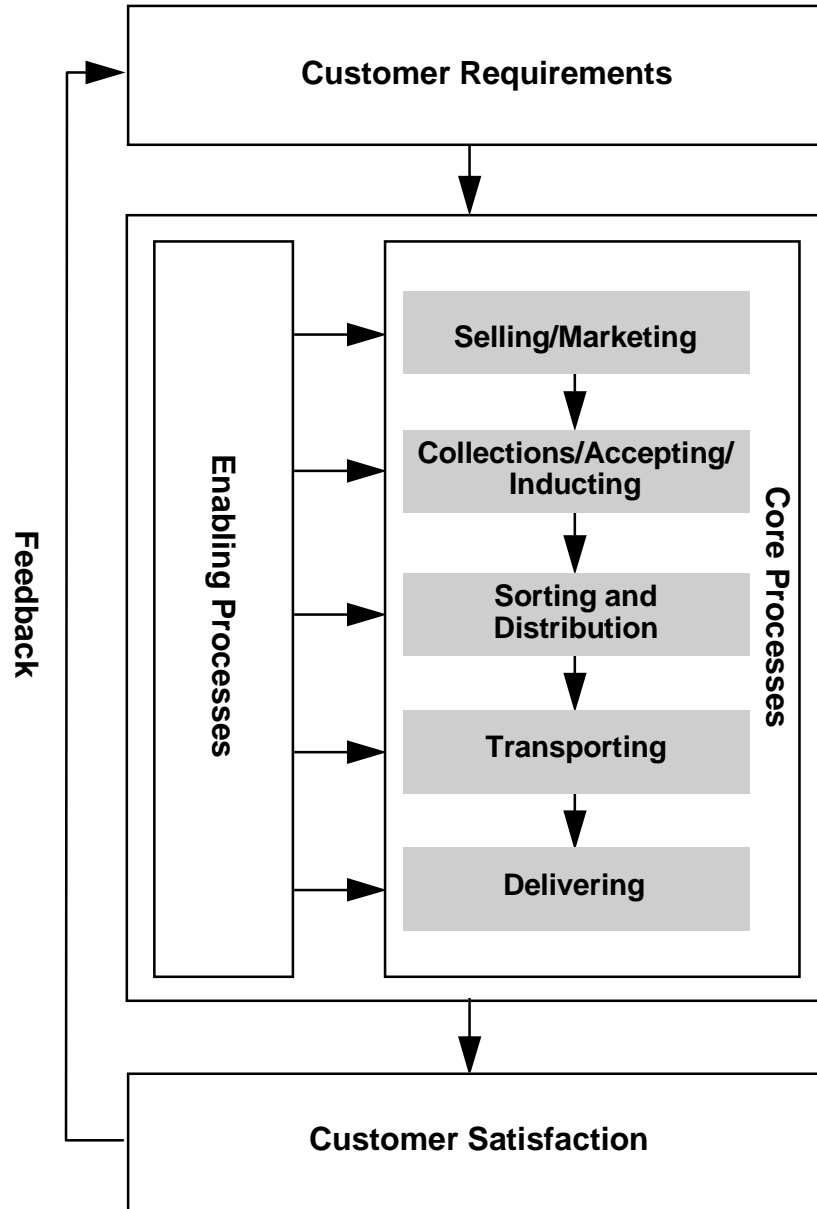 Customer Requirements
Feedback
Enabling Processes
Core Processes
Selling/Marketing
Collections/Accepting/
Inducting
Sorting and
Distribution
Transporting
Delivering
Customer Satisfaction